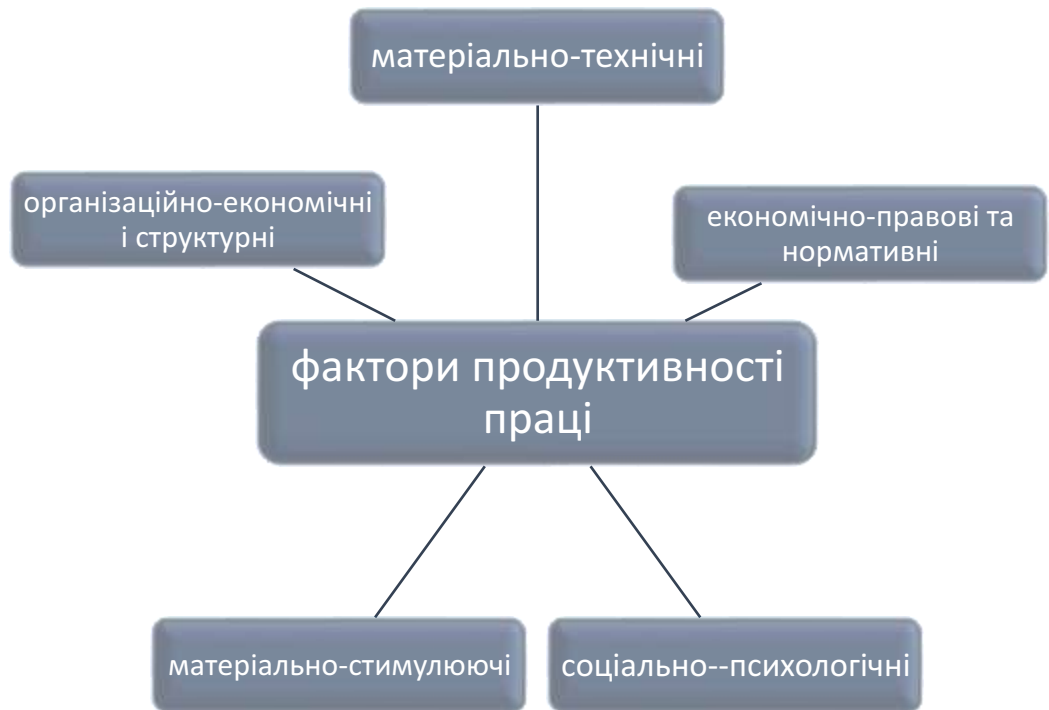 матеріально-технічні
організаційно-економічні
і структурні
економічно-правові та
нормативні
фактори продуктивності
праці
матеріально-стимулюючі
соціально--психологічні